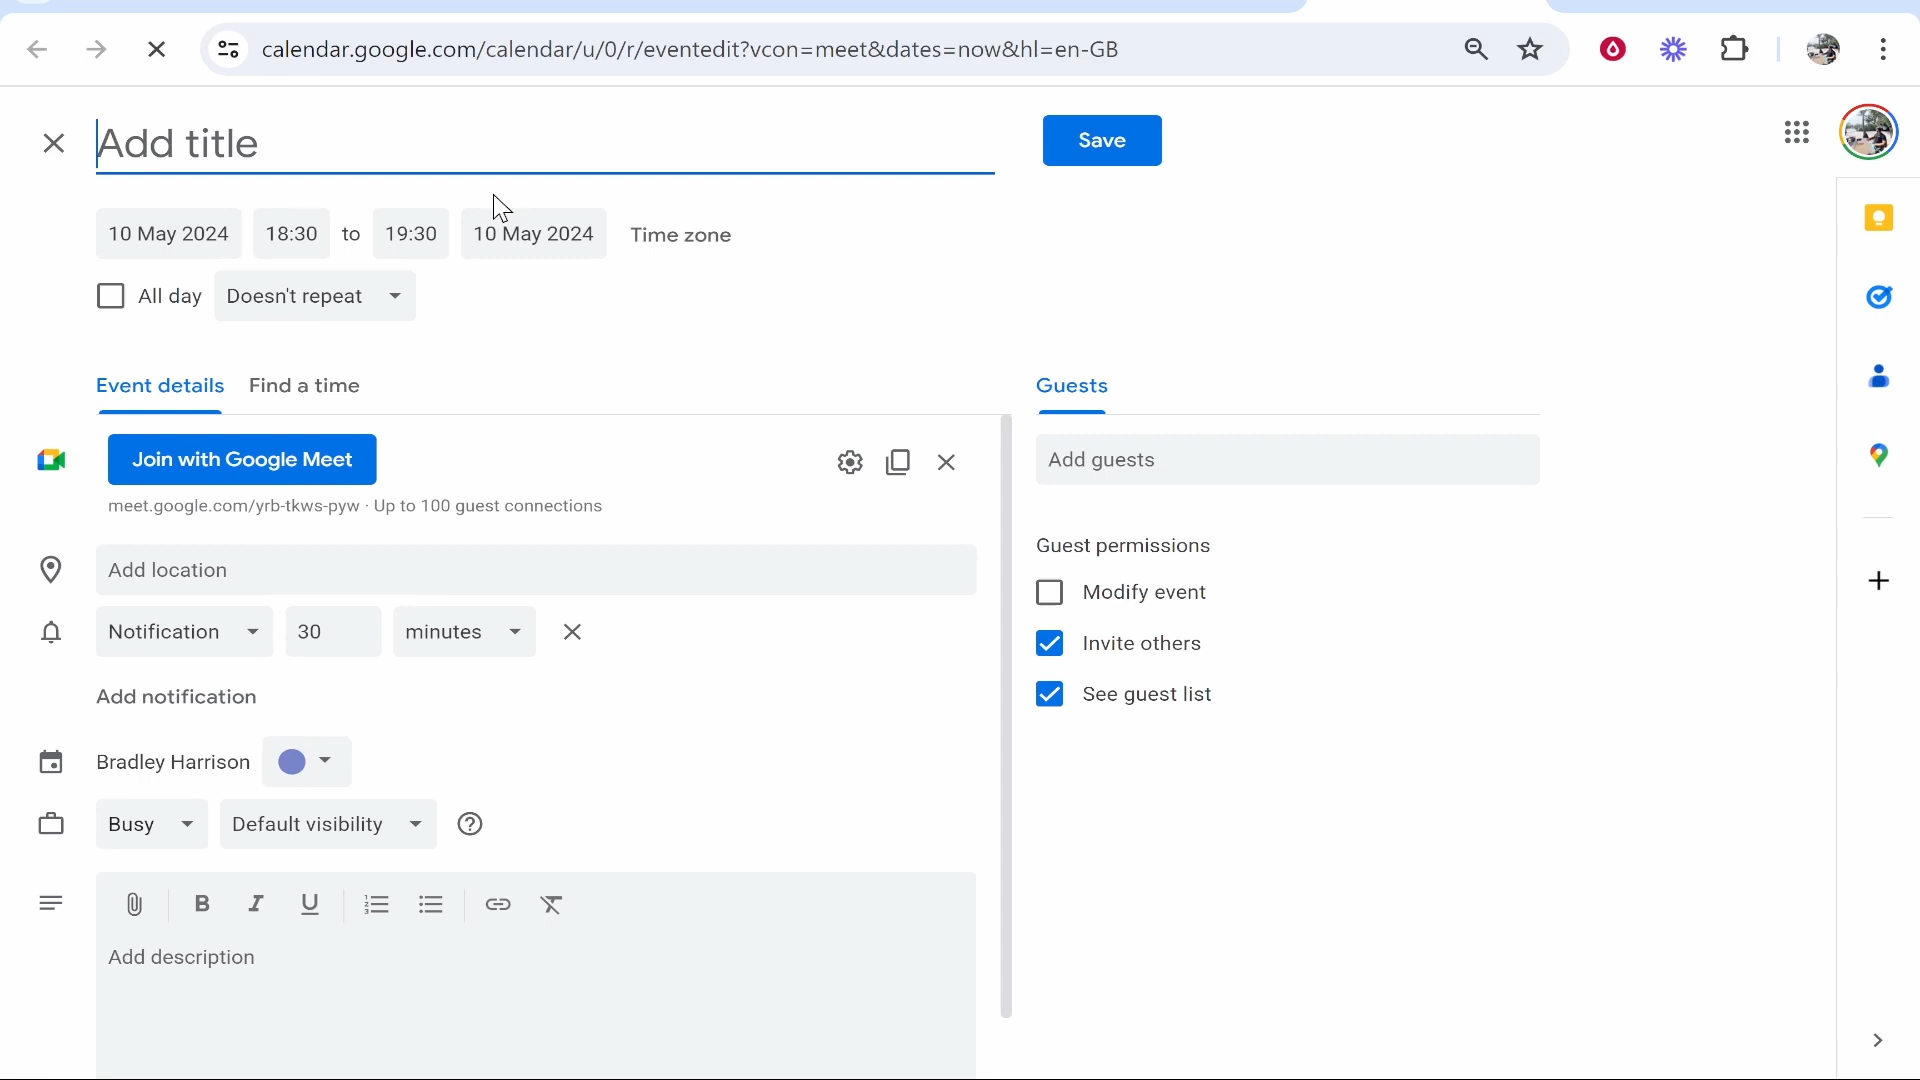 calendar.google.com/calendar/u/0/r/eventedit?vcon=meet&dates=now&hl=en-GB
Add title
Save
10 May 2024 18:30 to 19:30 10 May 2024 Time zone
All day Doesn't repeat
Event details Find a time
Guests
Join with Google Meet
meet.google.com/yrb-tkws-pyw · Up to 100 guest connections
Add guests
Add location
Guest permissions
Modify event
Notification 30 minutes
Invite others
Add notification
See guest list
Bradley Harrison
Busy Default visibility
B I U
Add description